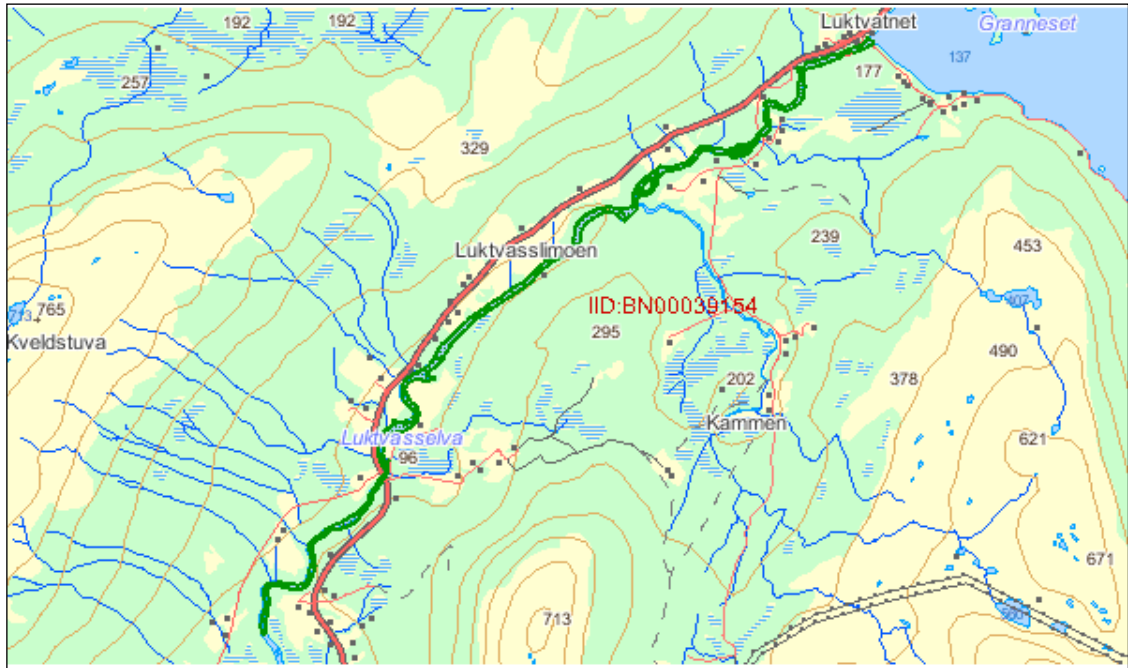 192
192
Luktvatnet
Granneset
137
257
177
329
239
453
Luktvasslimoen
IID:BN00039154
407
765
713
295
Kveldstuva
490
202
378
Kammen
Luktvasselva
621
96
671
713